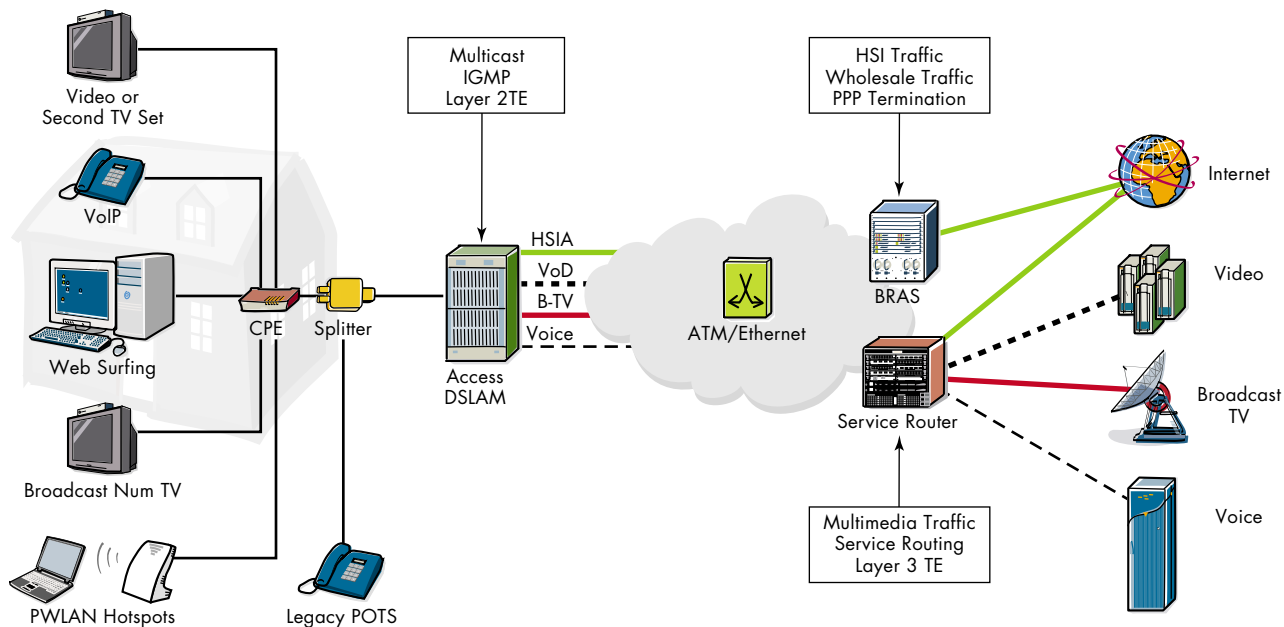 Video or
Second TV Set
VoIP
Web Surfing
Broadcast Num TV
PWLAN Hotspots
CPE
Splitter
Legacy POTS
Multicast
IGMP
Layer 2TE
Access
DSLAM
HSIA
VoD
B-TV
Voice
ATM/Ethernet
HSI Traffic
Wholesale Traffic
PPP Termination
BRAS
Service Router
Multimedia Traffic
Service Routing
Layer 3 TE
Internet
Video
Broadcast
TV
Voice